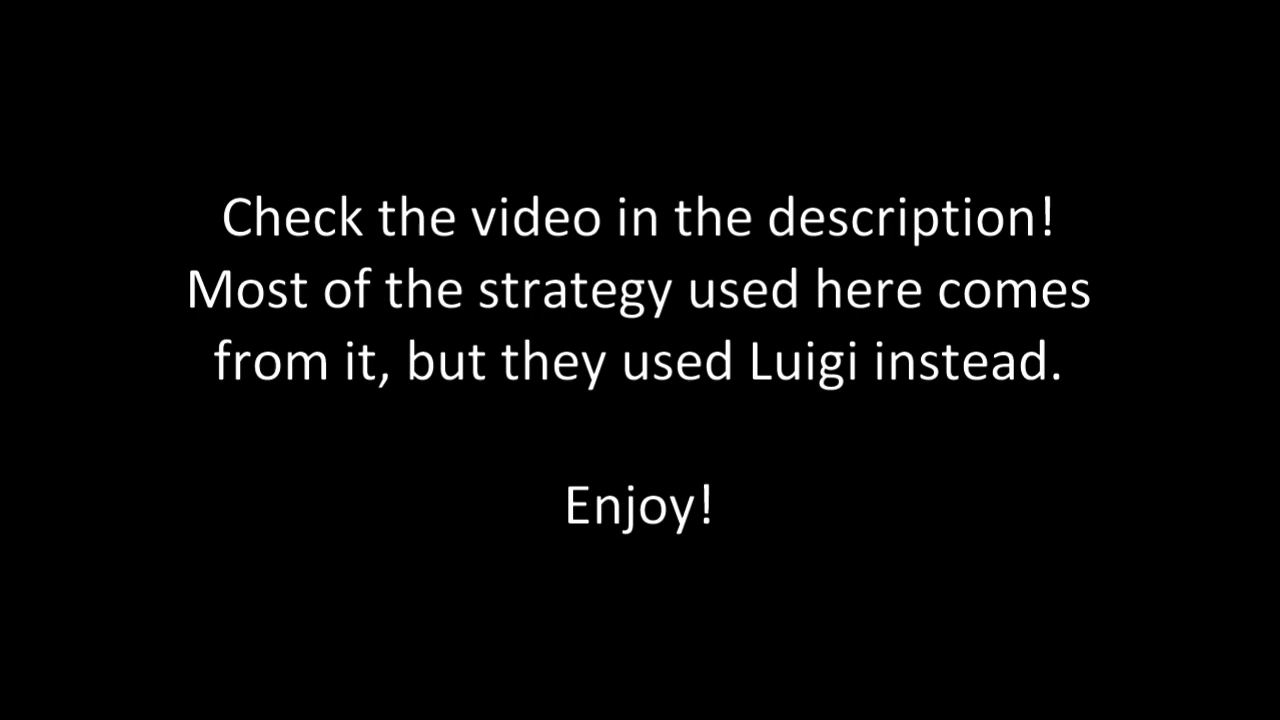 Check the video in the description!
Most of the strategy used here comes
from it, but they used Luigi instead.
Enjoy!